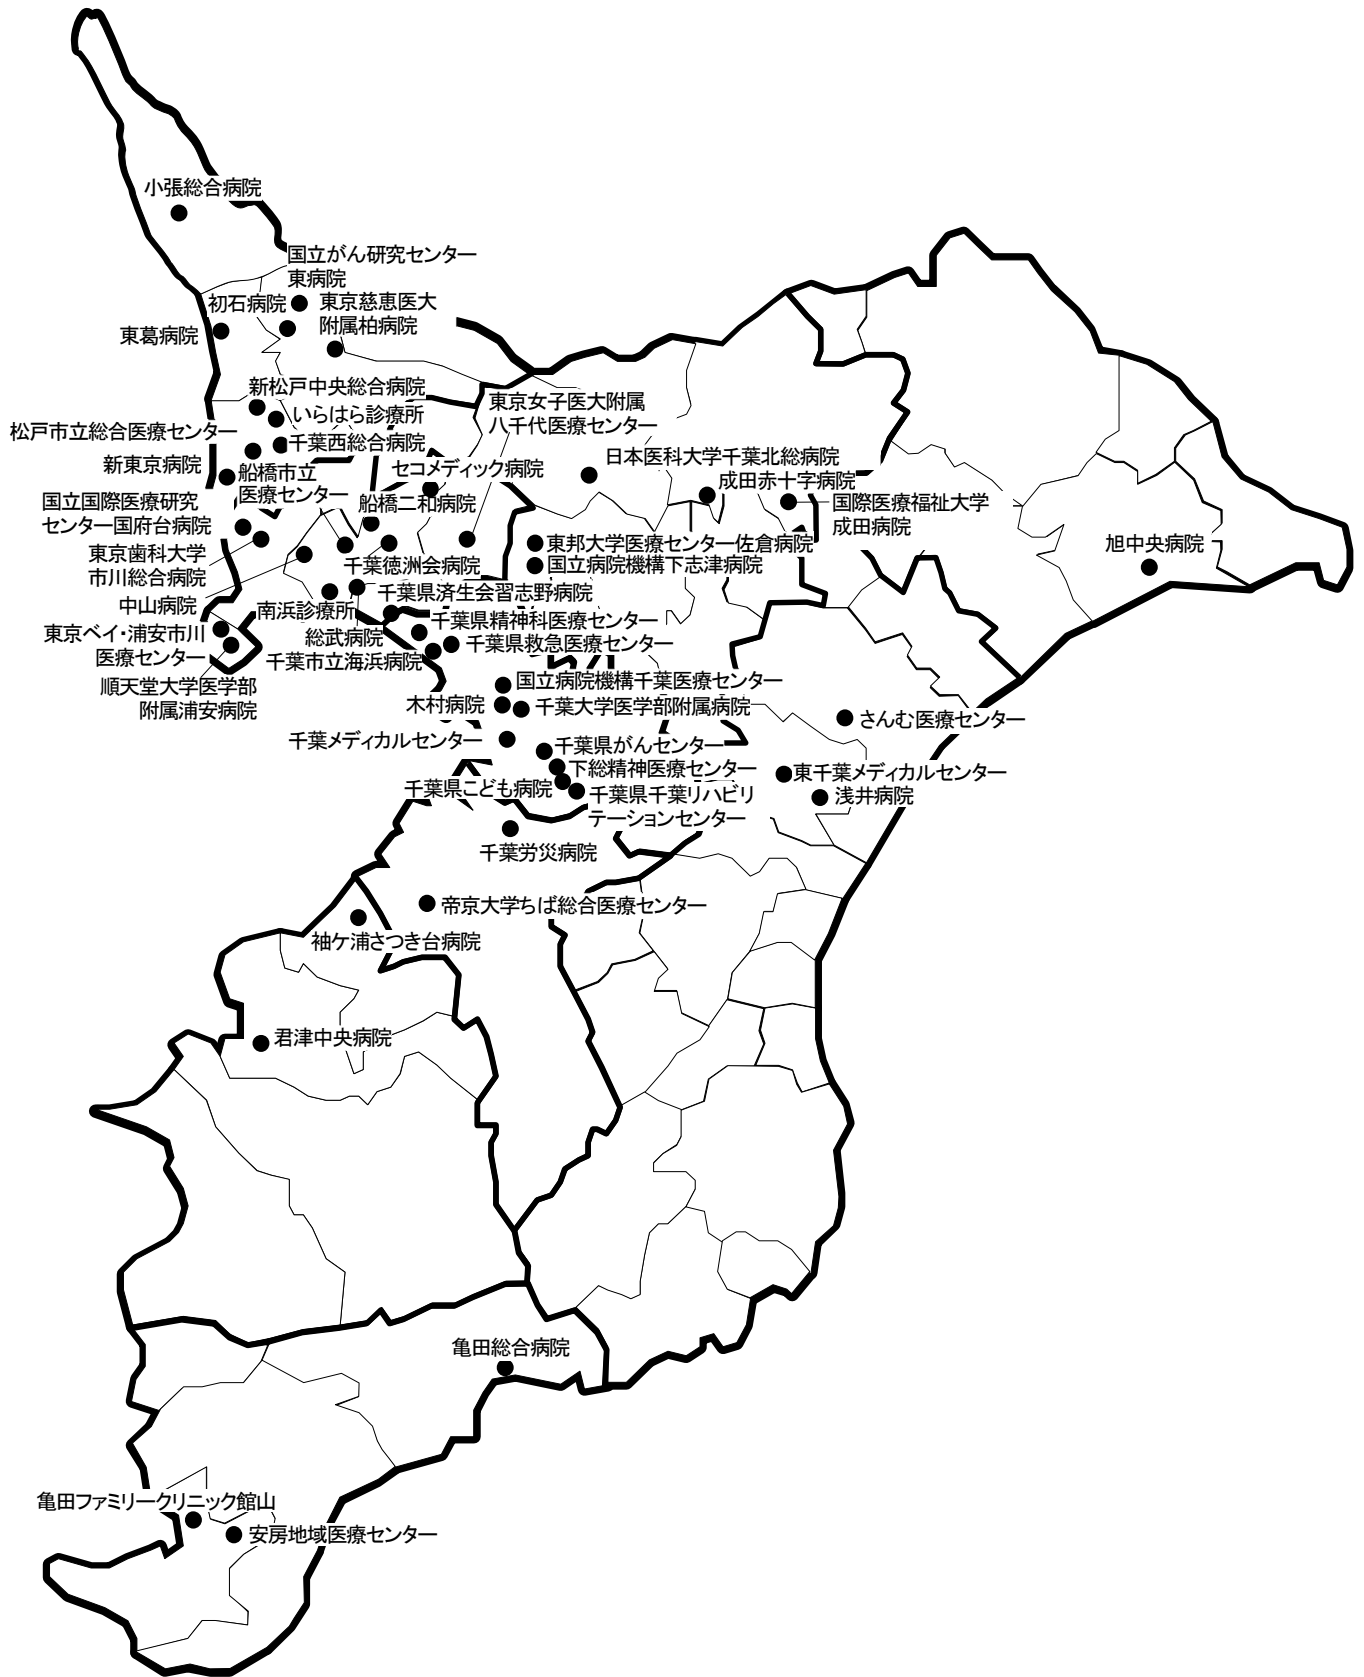 小張総合病院
国立がん研究センター
東病院
初石病院
東京慈恵医大
附属柏病院
東葛病院
新松戸中央総合病院
いらはら診療所
松戸市立総合医療センター
千葉西総合病院
新東京病院
船橋市立
医療センター
東京女子医大附属
八千代医療センター
セコメディック病院
日本医科大学千葉北総病院
成田赤十字病院
国際医療福祉大学
成田病院
国立国際医療研究
センター国府台病院
船橋二和病院
東京歯科大学
市川総合病院
東邦大学医療センター佐倉病院
国立病院機構下志津病院
旭中央病院
千葉徳洲会病院
中山病院
南浜診療所
千葉県済生会習志野病院
千葉県精神科医療センター
東京ベイ・浦安市川
医療センター
総武病院
千葉県救急医療センター
千葉市立海浜病院
順天堂大学医学部
附属浦安病院
国立病院機構千葉医療センター
木村病院
千葉大学医学部附属病院
さんむ医療センター
千葉メディカルセンター
千葉県がんセンター
下総精神医療センター
東千葉メディカルセンター
千葉県こども病院
千葉県千葉リハビリ
テーションセンター
浅井病院
千葉労災病院
帝京大学ちば総合医療センター
袖ケ浦さつき台病院
君津中央病院
亀田総合病院
亀田ファミリークリニック館山
安房地域医療センター